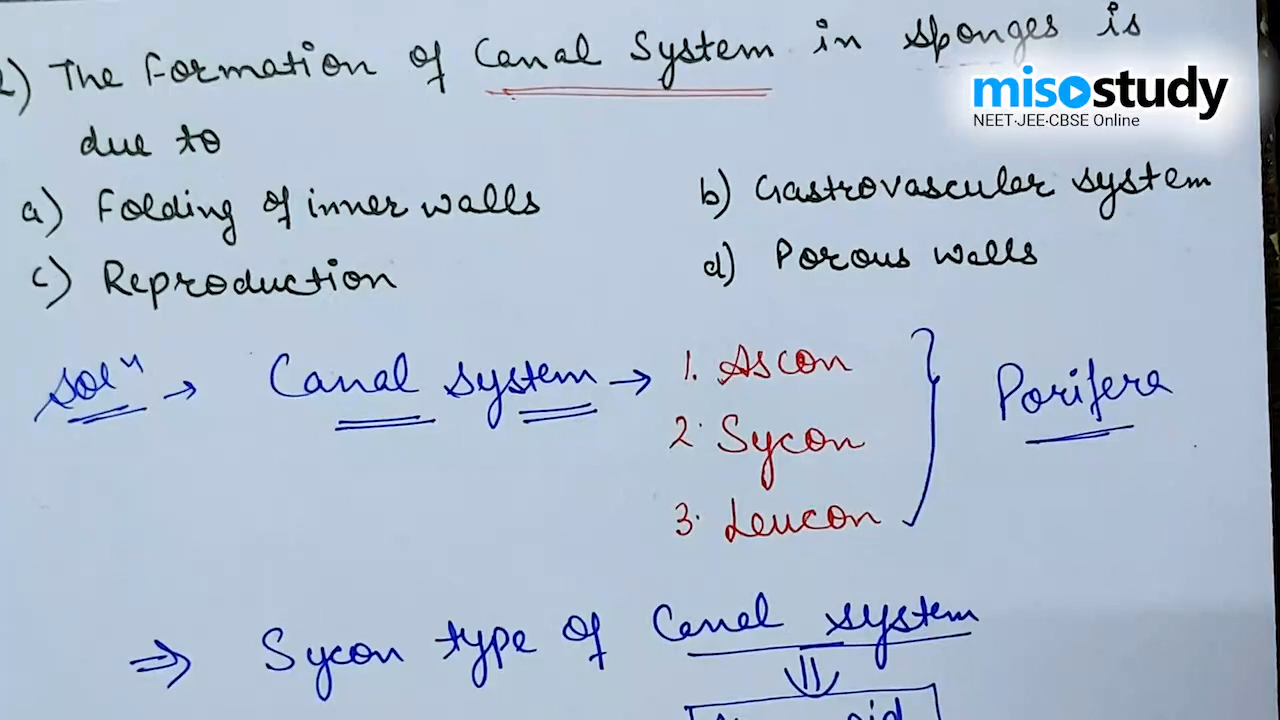 2) The Formation of Canal System in sponges is
misostudy
NEET·JEE·CBSE Online
due to
a) Folding of inner walls
b) Gastrovascular system
c) Reproduction
d) Porous walls
Solⁿ → Canal system → 1. Ascon
2. Sycon
3. Leucon
Porifera
⇒ Sycon type of Canal system